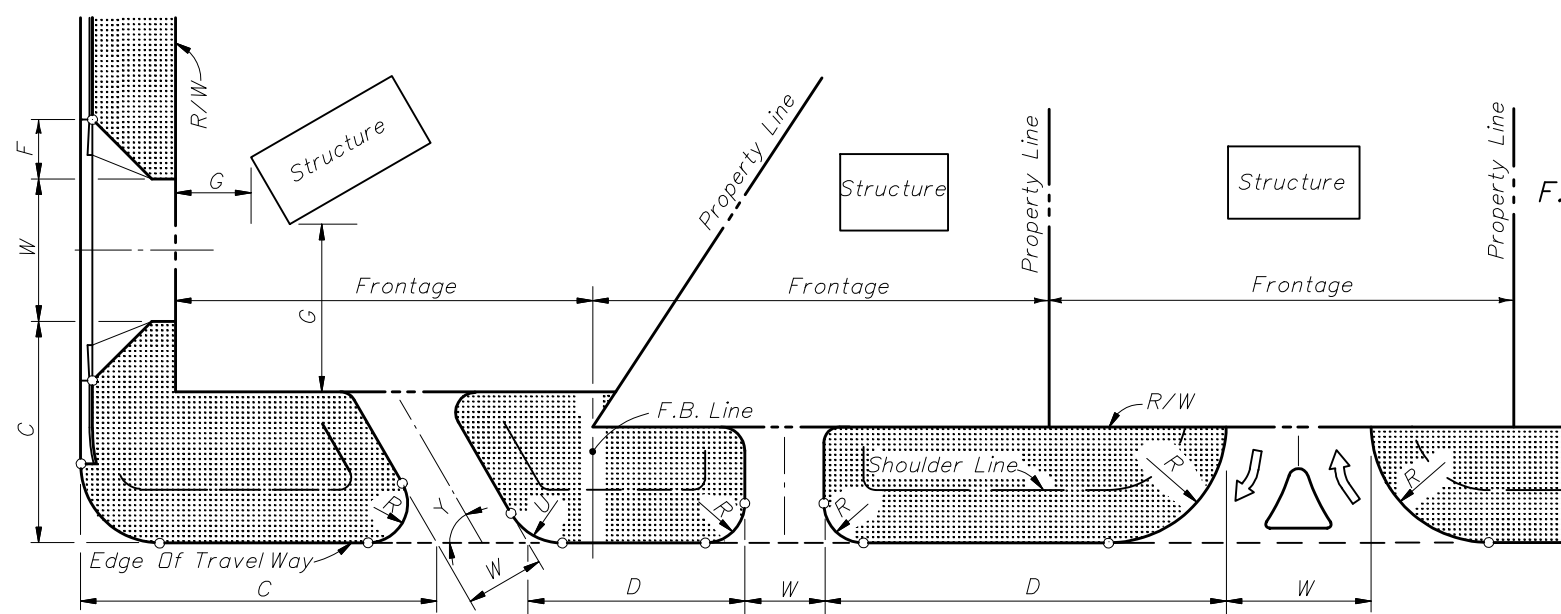 R/W
Structure
Property Line
Structure
Property Line
Structure
Property Line
F.
F
G
W
Frontage
Frontage
Frontage
G
C
F.B. Line
R/W
Shoulder Line
R
Y
U
R
R
R
R
Edge Of Travel Way
W
C
D
W
D
W